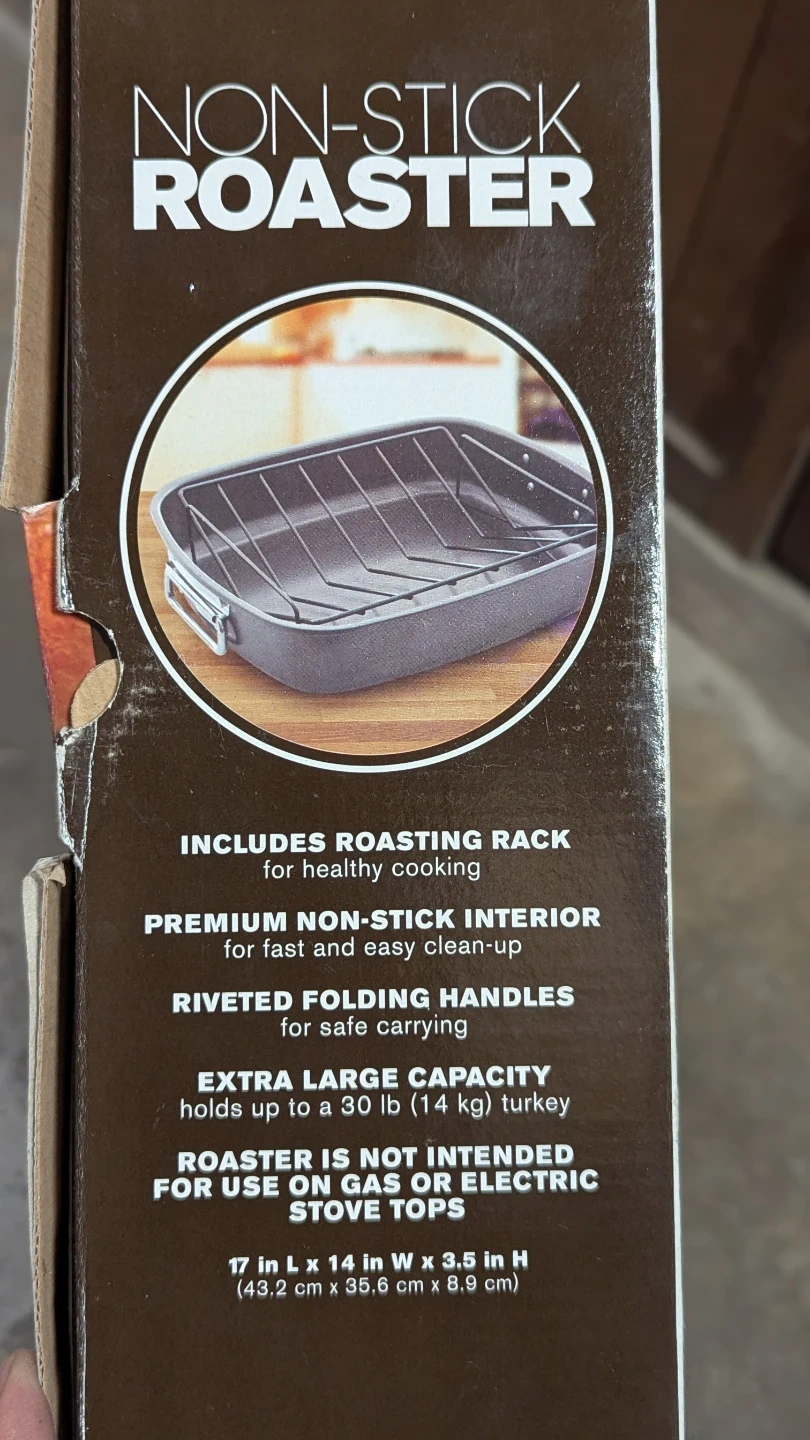 NON-STICK
ROASTER
INCLUDES ROASTING RACK
for healthy cooking
PREMIUM NON-STICK INTERIOR
for fast and easy clean-up
RIVETED FOLDING HANDLES
for safe carrying
EXTRA LARGE CAPACITY
holds up to a 30 lb (14 kg) turkey
ROASTER IS NOT INTENDED
FOR USE ON GAS OR ELECTRIC
STOVE TOPS
17 in L x 14 in W x 3.5 in H
(43.2 cm x 35.6 cm x 8.9 cm)